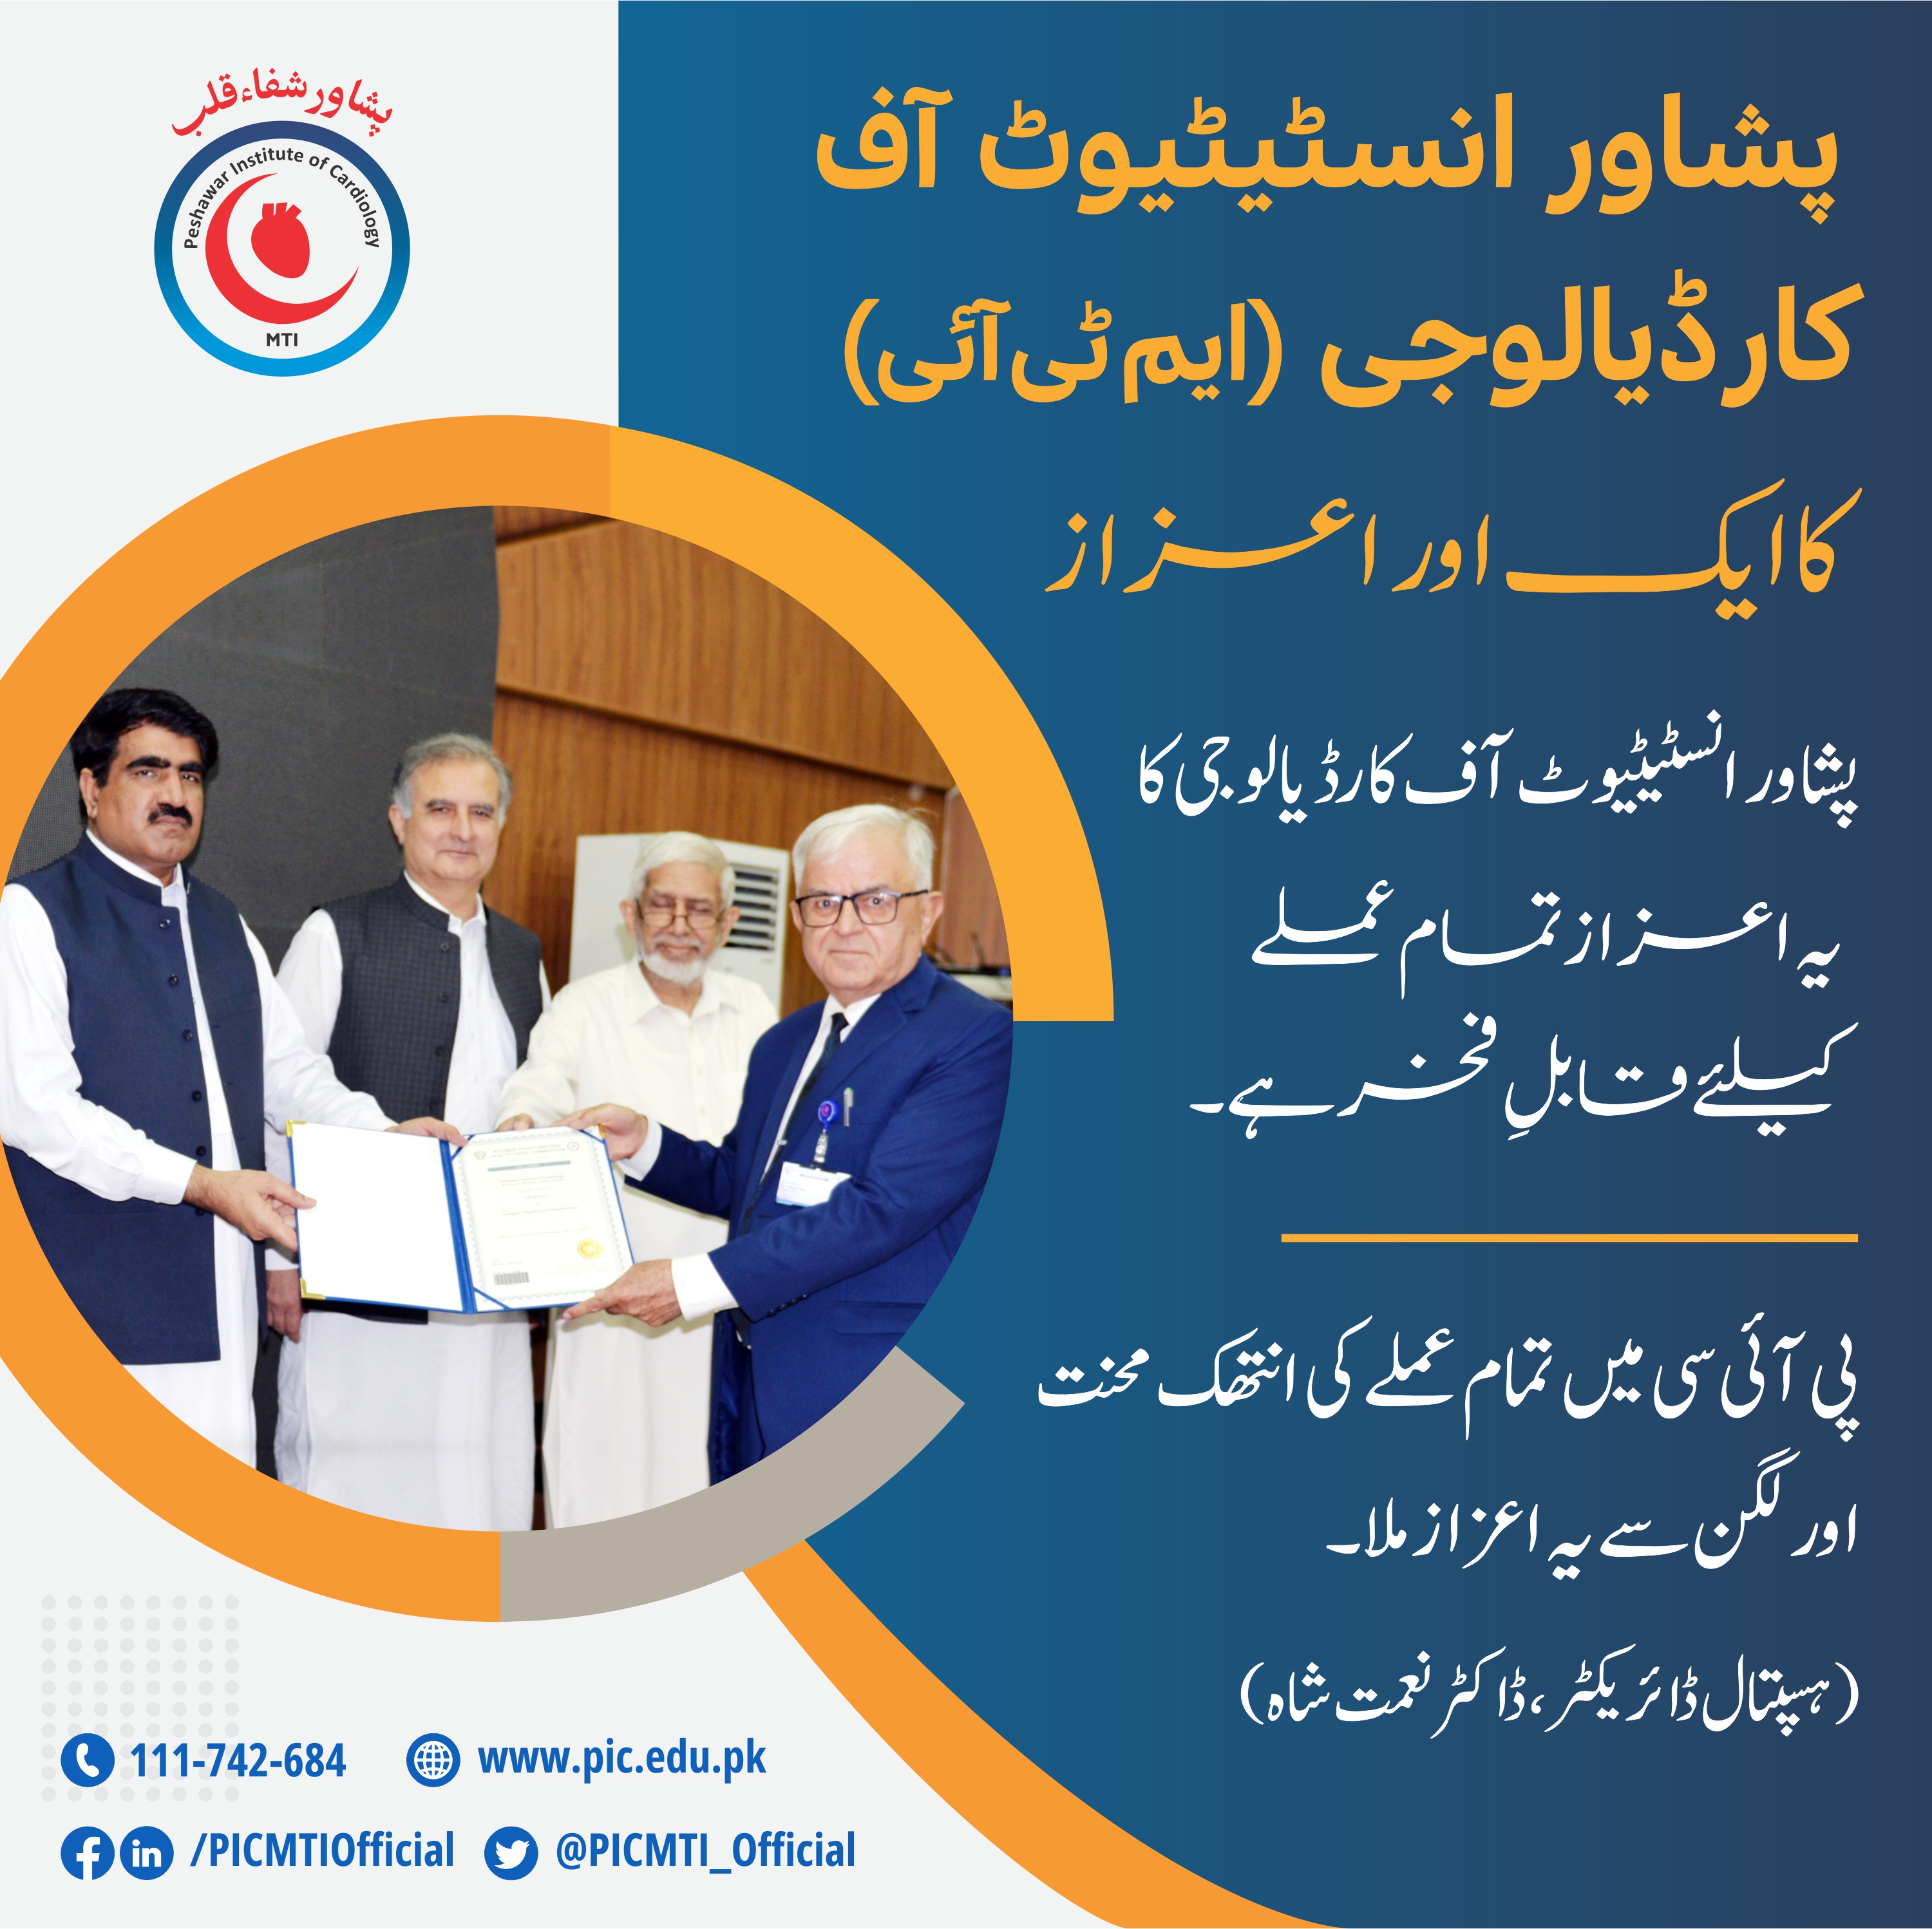 پشاور شفاء قلب
Peshawar Institute of Cardiology
MTI
پشاور انسٹیٹیوٹ آف
کارڈیالوجی (ایم ٹی آئی)
کا ایک اور اعزاز
پشاور انسٹیٹیوٹ آف کارڈیالوجی کا
یہ اعزاز تمام عملے
کیلئے قابلِ فخر ہے۔
پی آئی سی میں تمام عملے کی انتھک محنت
اور لگن سے یہ اعزاز ملا۔
(ہسپتال ڈائریکٹر، ڈاکٹر نعمت شاہ)
111-742-684
www.pic.edu.pk
/PICMTIOfficial
@PICMTI_Official